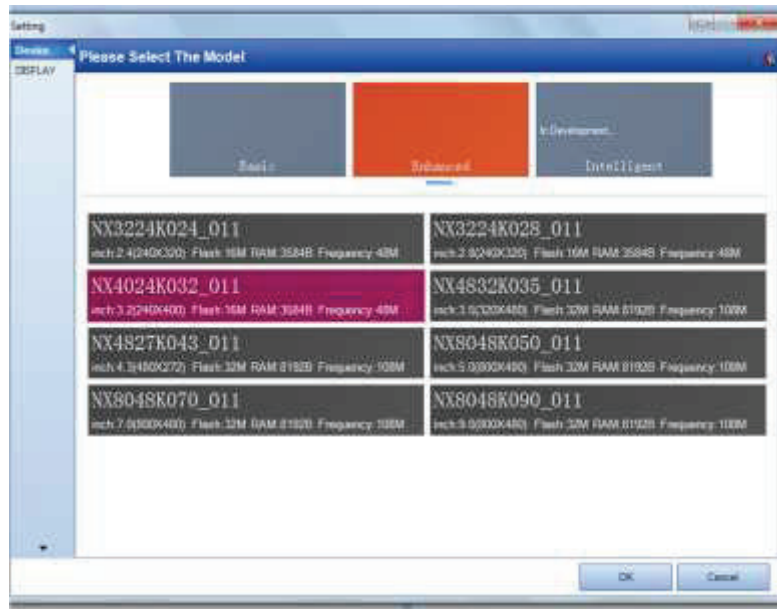 Setting
Device
DISPLAY
Please Select The Model
Basic
Enhanced
In Development...
Intelligent
NX3224K024_011
inch:2.4(240X320) Flash:16M RAM:3584B Frequency:48M
NX3224K028_011
inch:2.8(240X320) Flash:16M RAM:3584B Frequency:48M
NX4024K032_011
inch:3.2(240X400) Flash:16M RAM:3584B Frequency:48M
NX4832K035_011
inch:3.5(320X480) Flash:32M RAM:8192B Frequency:108M
NX4827K043_011
inch:4.3(480X272) Flash:32M RAM:8192B Frequency:108M
NX8048K050_011
inch:5.0(800X480) Flash:32M RAM:8192B Frequency:108M
NX8048K070_011
inch:7.0(800X480) Flash:32M RAM:8192B Frequency:108M
NX8048K090_011
inch:9.0(800X480) Flash:32M RAM:8192B Frequency:108M
OK
Cancel